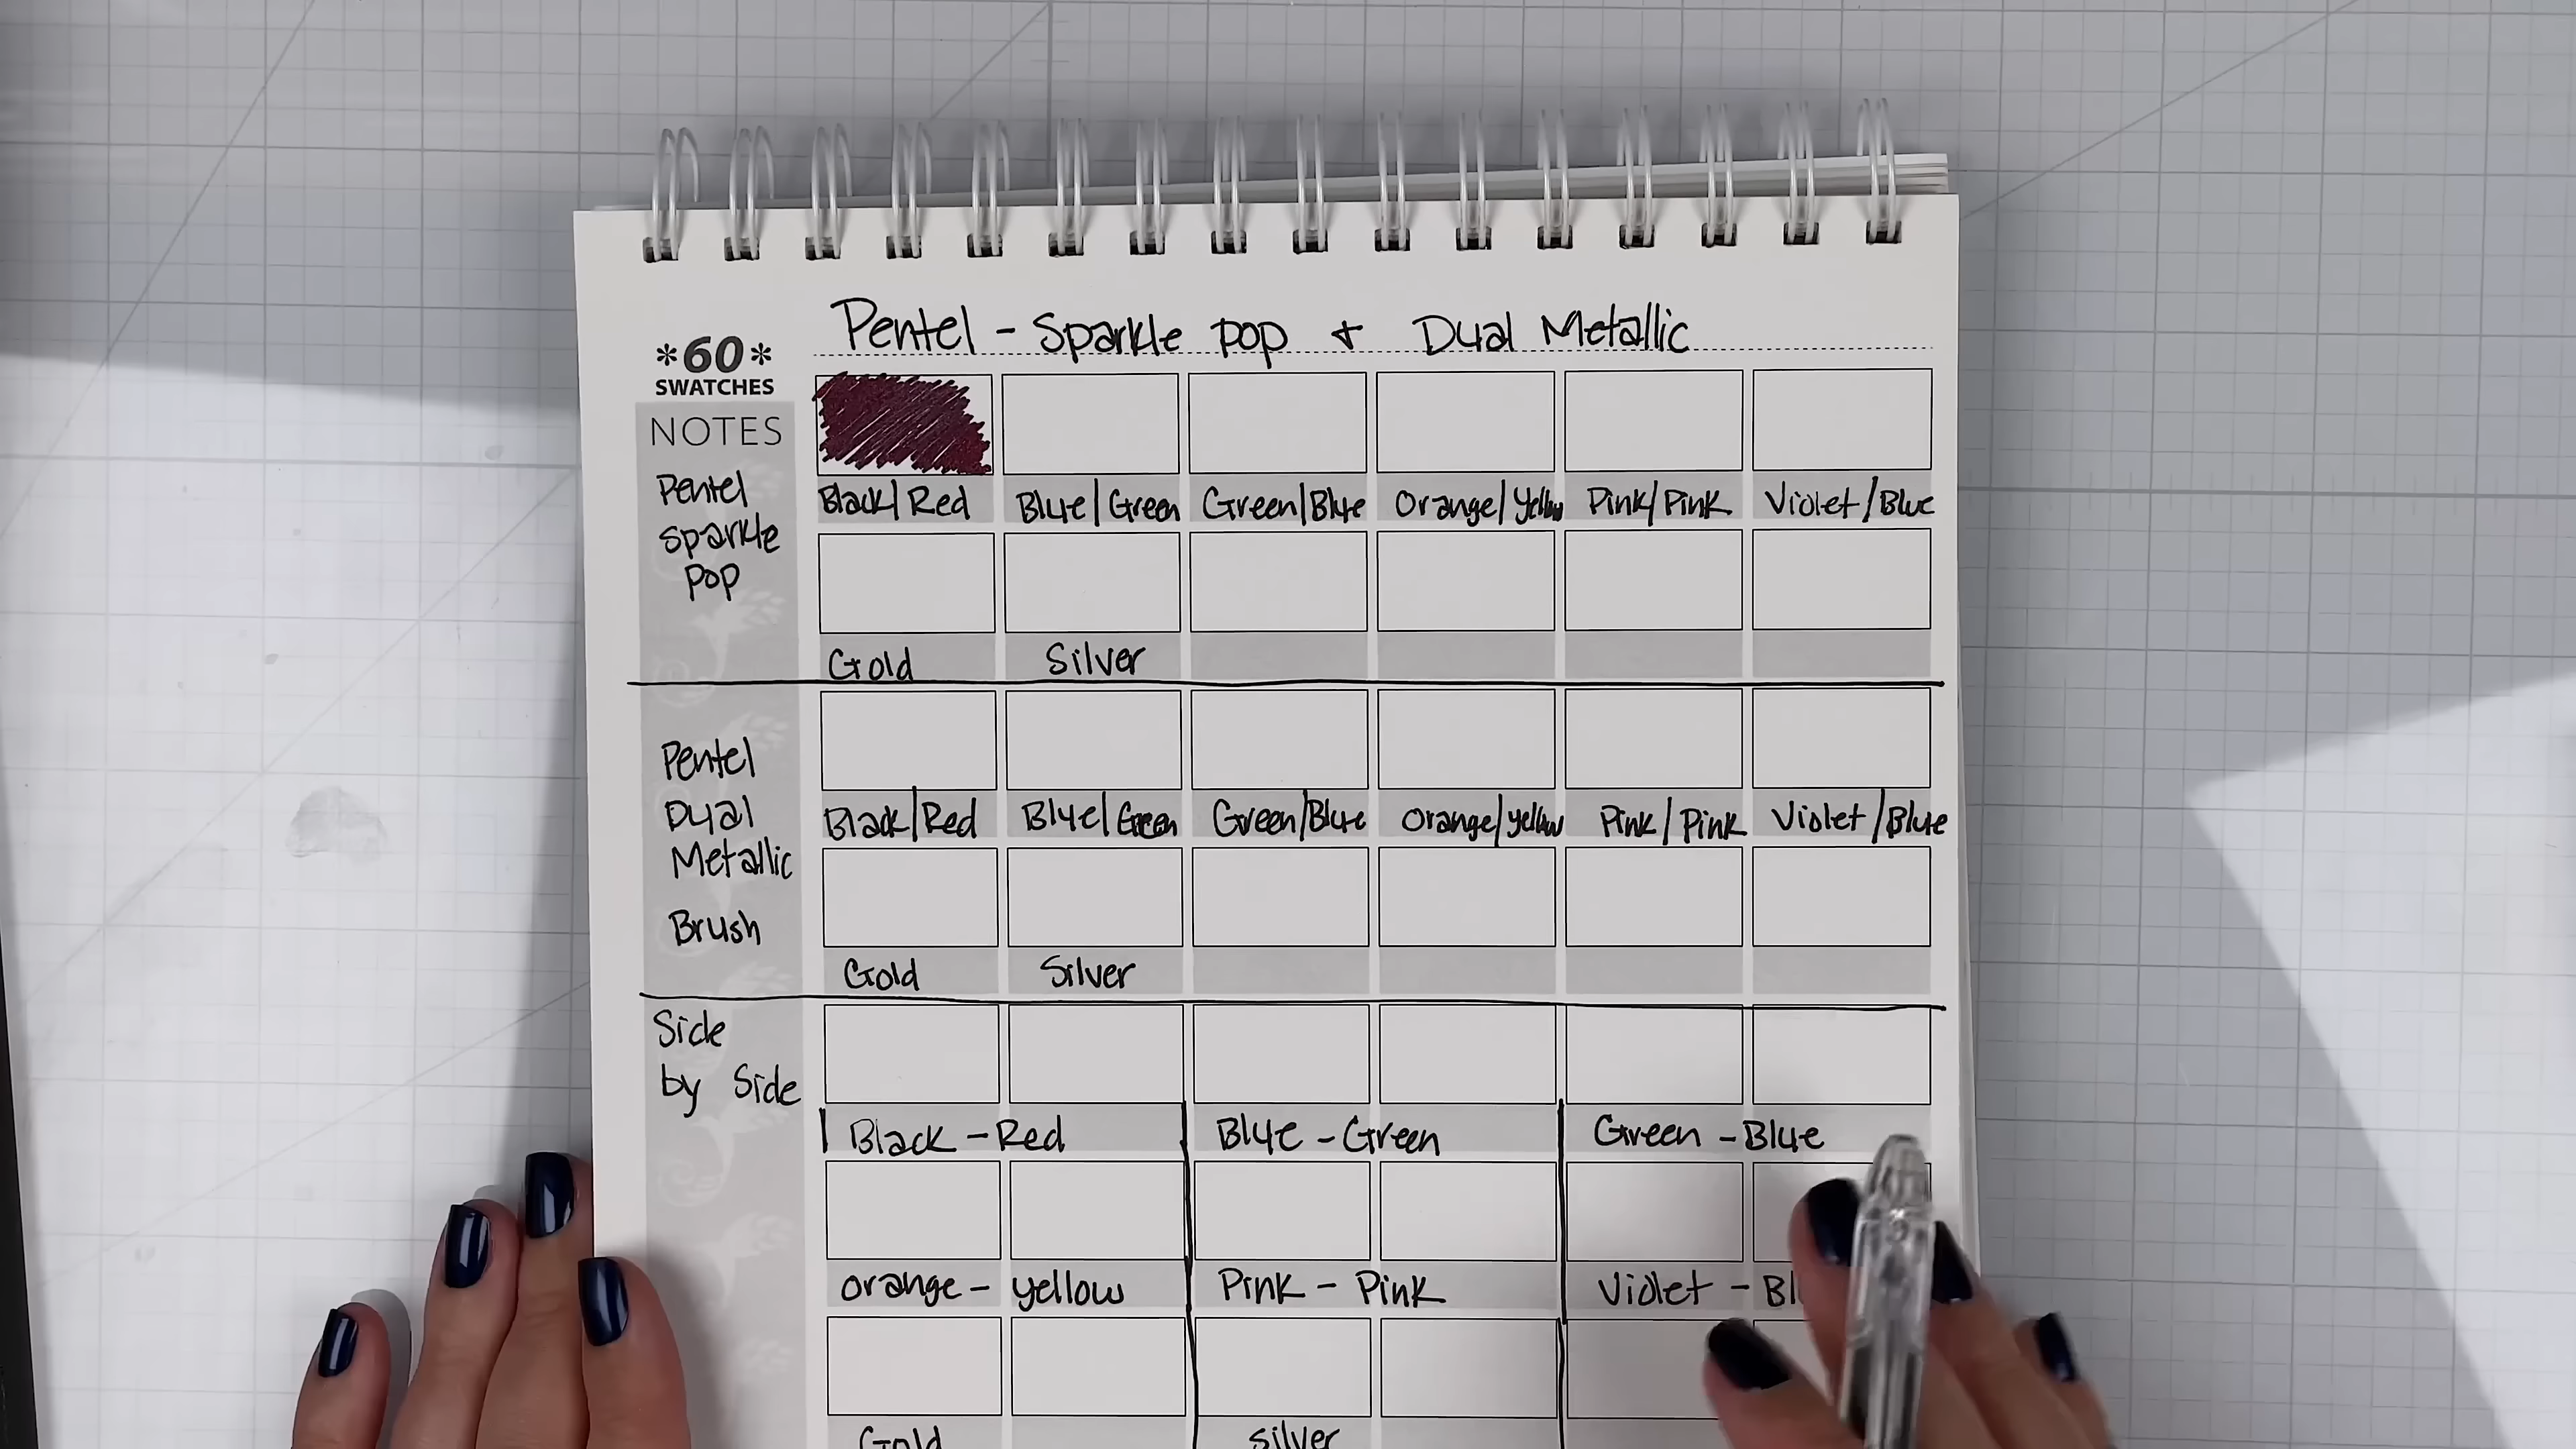 Pentel - Sparkle pop + Dual Metallic
*60*
SWATCHES
NOTES
Pentel
Sparkle
pop
Black/Red Blue/Green Green/Blue Orange/Yellow Pink/Pink Violet/Blue
Gold Silver
Pentel
Dual
Metallic
Brush
Black/Red Blue/Green Green/Blue Orange/yellow Pink/Pink Violet/Blue
Gold Silver
Side
by Side
Black - Red Blue - Green Green - Blue
orange - yellow Pink - Pink Violet - Bl
Gold silver